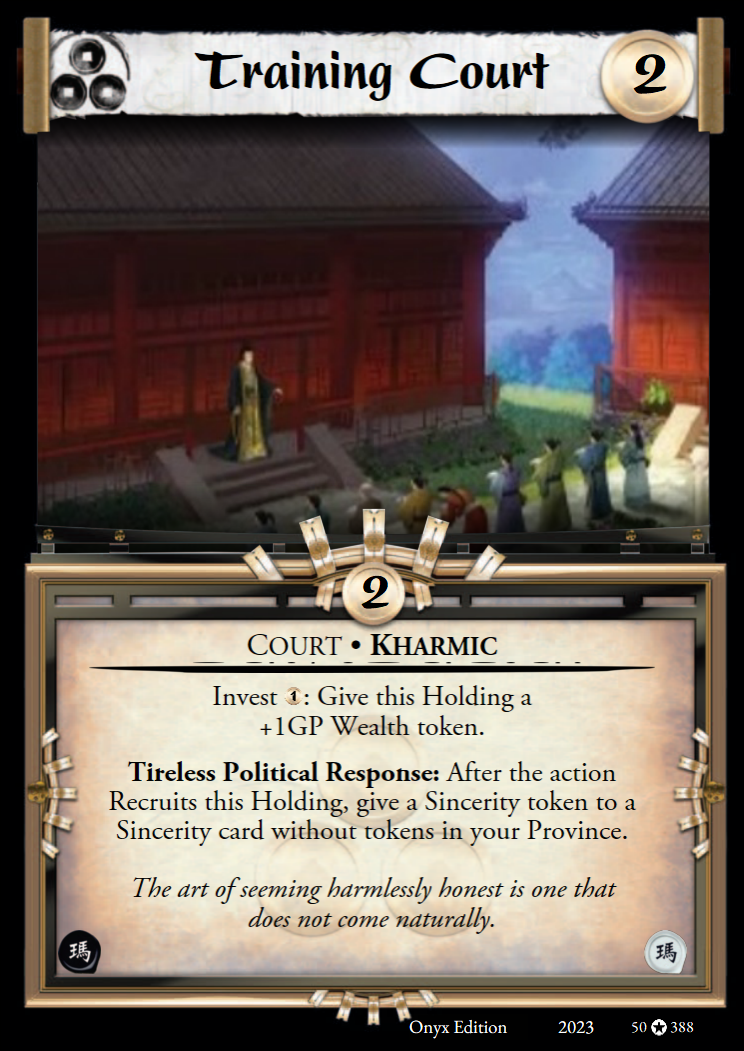 Training Court
2
2
Court • Kharmic
Invest 1: Give this Holding a
+1GP Wealth token.
Tireless Political Response: After the action
Recruits this Holding, give a Sincerity token to a
Sincerity card without tokens in your Province.
The art of seeming harmlessly honest is one that
does not come naturally.
瑪 瑪
Onyx Edition 2023 50 ✪ 388